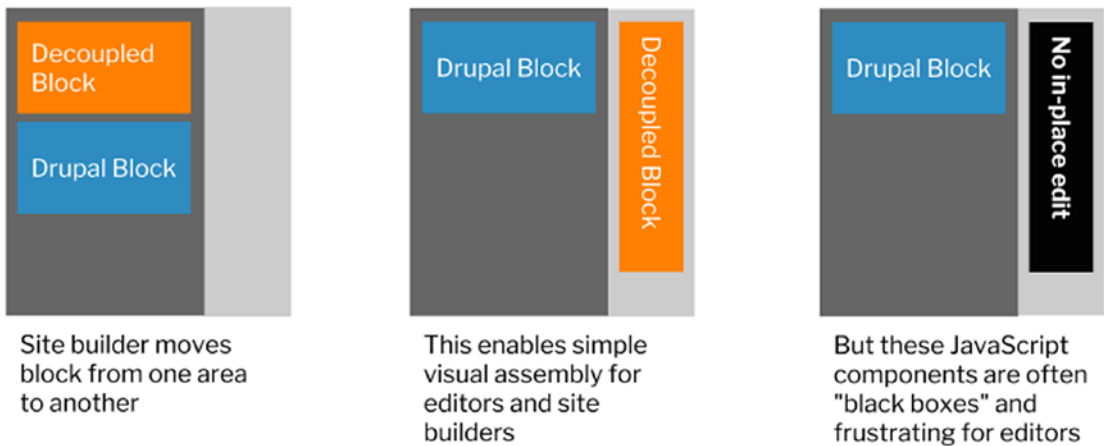 Decoupled
Block
Drupal Block
Site builder moves
block from one area
to another
Drupal Block
Decoupled Block
This enables simple
visual assembly for
editors and site
builders
Drupal Block
No in-place edit
But these JavaScript
components are often
"black boxes" and
frustrating for editors